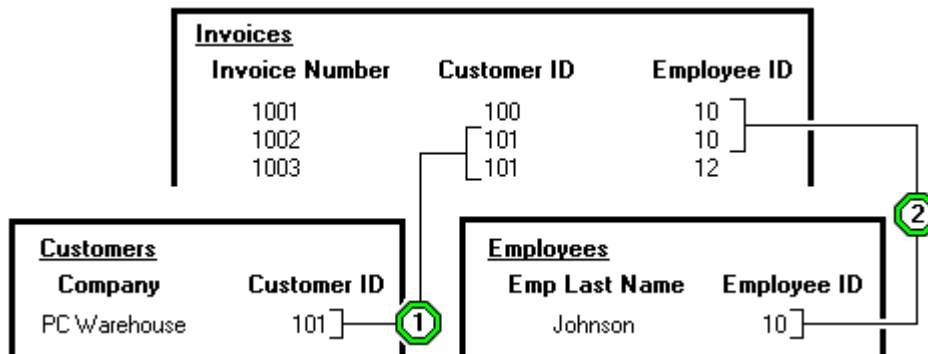 Invoices
Invoice Number Customer ID Employee ID
1001 100 10
1002 101 10
1003 101 12
2
Customers
Company Customer ID
PC Warehouse 101
1
Employees
Emp Last Name Employee ID
Johnson 10